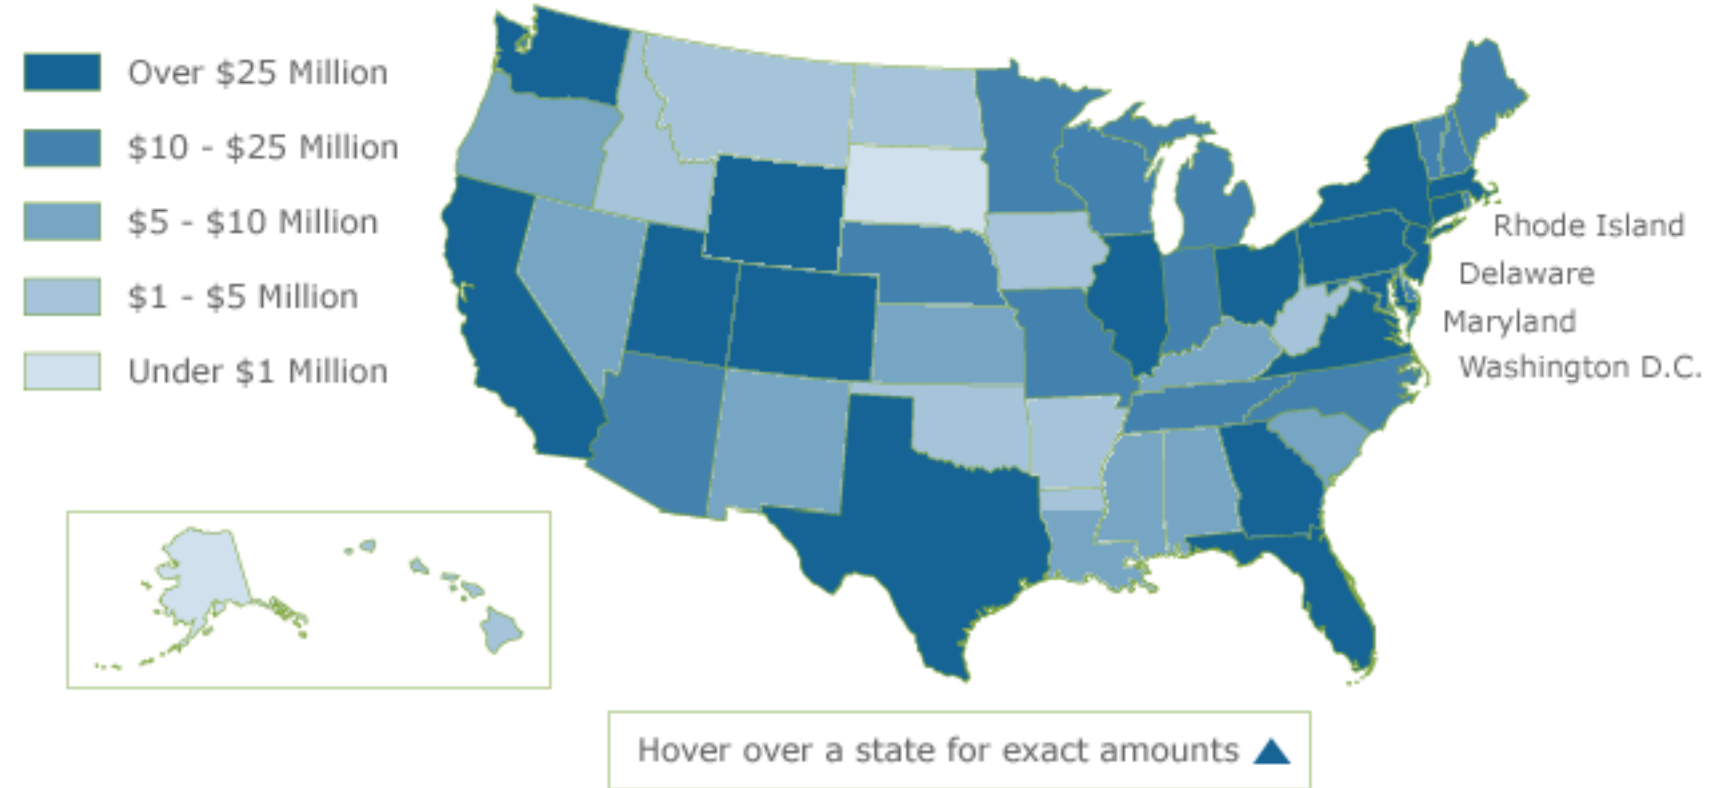 Over $25 Million
$10 - $25 Million
$5 - $10 Million
$1 - $5 Million
Under $1 Million
Rhode Island
Delaware
Maryland
Washington D.C.
Hover over a state for exact amounts